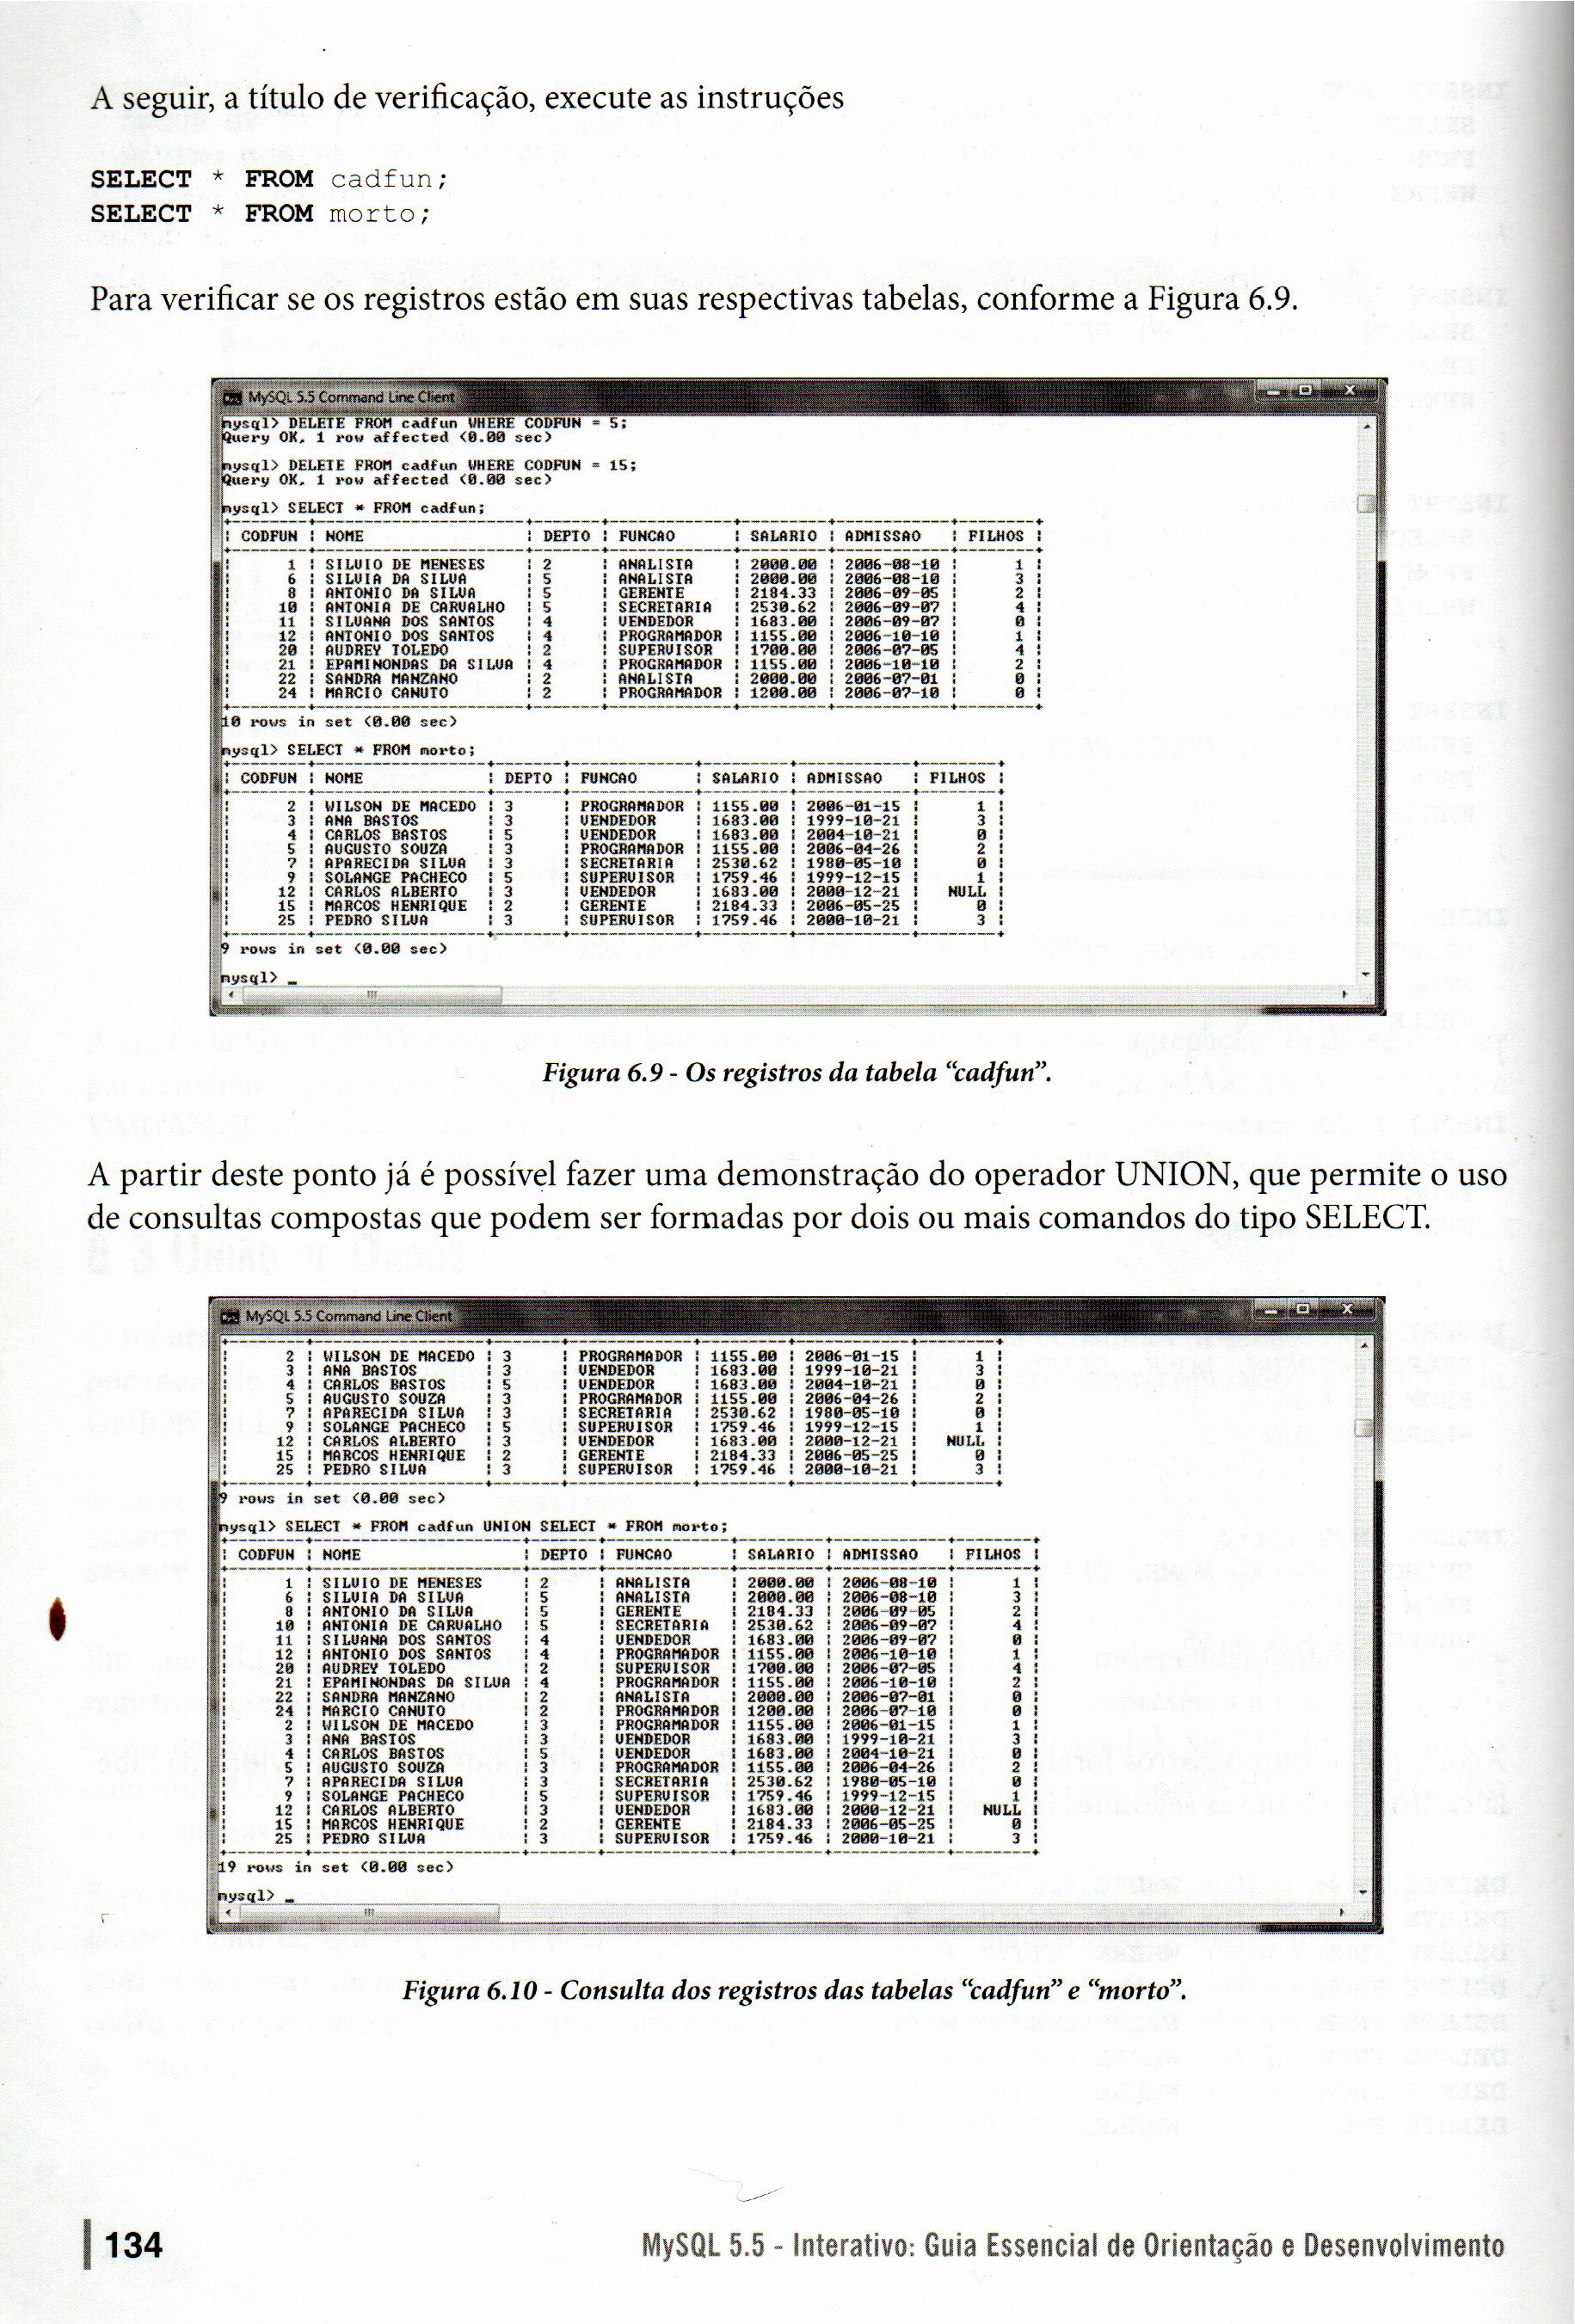 A seguir, a título de verificação, execute as instruções
SELECT * FROM cadfun;
SELECT * FROM morto;
Para verificar se os registros estão em suas respectivas tabelas, conforme a Figura 6.9.
MySQL 5.5 Command Line Client
mysql> DELETE FROM cadfun WHERE CODFUN = 5;
Query OK, 1 row affected (0.00 sec)
mysql> DELETE FROM cadfun WHERE CODFUN = 15;
Query OK, 1 row affected (0.00 sec)
mysql> SELECT * FROM cadfun;
| CODFUN | NOME | DEPTO | FUNCAO | SALARIO | ADMISSAO | FILHOS |
| 1 | SILVIO DE MENESES | 2 | ANALISTA | 2000.00 | 2006-08-10 | 1 |
| 6 | SILVIA DA SILVA | 5 | ANALISTA | 2000.00 | 2006-08-10 | 3 |
| 8 | ANTONIO DA SILVA | 5 | GERENTE | 2184.33 | 2006-09-05 | 2 |
| 10 | ANTONIA DE CARVALHO | 5 | SECRETARIA | 2530.62 | 2006-09-07 | 4 |
| 11 | SILVANA DOS SANTOS | 4 | VENDEDOR | 1683.00 | 2006-09-07 | 0 |
| 12 | ANTONIO DOS SANTOS | 4 | PROGRAMADOR | 1155.00 | 2006-10-10 | 1 |
| 20 | AUDREY TOLEDO | 2 | SUPERVISOR | 1700.00 | 2006-07-05 | 4 |
| 21 | EPAMINONDAS DA SILVA | 4 | PROGRAMADOR | 1155.00 | 2006-10-10 | 2 |
| 22 | SANDRA MANZANO | 2 | ANALISTA | 2000.00 | 2006-07-01 | 0 |
| 24 | MARCIO CANUTO | 2 | PROGRAMADOR | 1200.00 | 2006-07-10 | 0 |
10 rows in set (0.00 sec)
mysql> SELECT * FROM morto;
| CODFUN | NOME | DEPTO | FUNCAO | SALARIO | ADMISSAO | FILHOS |
| 2 | WILSON DE MACEDO | 3 | PROGRAMADOR | 1155.00 | 2006-01-15 | 1 |
| 3 | ANA BASTOS | 3 | VENDEDOR | 1683.00 | 1999-10-21 | 3 |
| 4 | CARLOS BASTOS | 5 | VENDEDOR | 1683.00 | 2004-10-21 | 0 |
| 5 | AUGUSTO SOUZA | 3 | PROGRAMADOR | 1155.00 | 2006-04-26 | 2 |
| 7 | APARECIDA SILVA | 3 | SECRETARIA | 2530.62 | 1980-05-10 | 0 |
| 9 | SOLANGE PACHECO | 5 | SUPERVISOR | 1759.46 | 1999-12-15 | 1 |
| 12 | CARLOS ALBERTO | 3 | VENDEDOR | 1683.00 | 2000-12-21 | NULL |
| 15 | MARCOS HENRIQUE | 2 | GERENTE | 2184.33 | 2006-05-25 | 0 |
| 25 | PEDRO SILVA | 3 | SUPERVISOR | 1759.46 | 2000-10-21 | 3 |
9 rows in set (0.00 sec)
mysql> _
Figura 6.9 - Os registros da tabela “cadfun”.
A partir deste ponto já é possível fazer uma demonstração do operador UNION, que permite o uso
de consultas compostas que podem ser formadas por dois ou mais comandos do tipo SELECT.
MySQL 5.5 Command Line Client
| 2 | WILSON DE MACEDO | 3 | PROGRAMADOR | 1155.00 | 2006-01-15 | 1 |
| 3 | ANA BASTOS | 3 | VENDEDOR | 1683.00 | 1999-10-21 | 3 |
| 4 | CARLOS BASTOS | 5 | VENDEDOR | 1683.00 | 2004-10-21 | 0 |
| 5 | AUGUSTO SOUZA | 3 | PROGRAMADOR | 1155.00 | 2006-04-26 | 2 |
| 7 | APARECIDA SILVA | 3 | SECRETARIA | 2530.62 | 1980-05-10 | 0 |
| 9 | SOLANGE PACHECO | 5 | SUPERVISOR | 1759.46 | 1999-12-15 | 1 |
| 12 | CARLOS ALBERTO | 3 | VENDEDOR | 1683.00 | 2000-12-21 | NULL |
| 15 | MARCOS HENRIQUE | 2 | GERENTE | 2184.33 | 2006-05-25 | 0 |
| 25 | PEDRO SILVA | 3 | SUPERVISOR | 1759.46 | 2000-10-21 | 3 |
9 rows in set (0.00 sec)
mysql> SELECT * FROM cadfun UNION SELECT * FROM morto;
| CODFUN | NOME | DEPTO | FUNCAO | SALARIO | ADMISSAO | FILHOS |
| 1 | SILVIO DE MENESES | 2 | ANALISTA | 2000.00 | 2006-08-10 | 1 |
| 6 | SILVIA DA SILVA | 5 | ANALISTA | 2000.00 | 2006-08-10 | 3 |
| 8 | ANTONIO DA SILVA | 5 | GERENTE | 2184.33 | 2006-09-05 | 2 |
| 10 | ANTONIA DE CARVALHO | 5 | SECRETARIA | 2530.62 | 2006-09-07 | 4 |
| 11 | SILVANA DOS SANTOS | 4 | VENDEDOR | 1683.00 | 2006-09-07 | 0 |
| 12 | ANTONIO DOS SANTOS | 4 | PROGRAMADOR | 1155.00 | 2006-10-10 | 1 |
| 20 | AUDREY TOLEDO | 2 | SUPERVISOR | 1700.00 | 2006-07-05 | 4 |
| 21 | EPAMINONDAS DA SILVA | 4 | PROGRAMADOR | 1155.00 | 2006-10-10 | 2 |
| 22 | SANDRA MANZANO | 2 | ANALISTA | 2000.00 | 2006-07-01 | 0 |
| 24 | MARCIO CANUTO | 2 | PROGRAMADOR | 1200.00 | 2006-07-10 | 0 |
| 2 | WILSON DE MACEDO | 3 | PROGRAMADOR | 1155.00 | 2006-01-15 | 1 |
| 3 | ANA BASTOS | 3 | VENDEDOR | 1683.00 | 1999-10-21 | 3 |
| 4 | CARLOS BASTOS | 5 | VENDEDOR | 1683.00 | 2004-10-21 | 0 |
| 5 | AUGUSTO SOUZA | 3 | PROGRAMADOR | 1155.00 | 2006-04-26 | 2 |
| 7 | APARECIDA SILVA | 3 | SECRETARIA | 2530.62 | 1980-05-10 | 0 |
| 9 | SOLANGE PACHECO | 5 | SUPERVISOR | 1759.46 | 1999-12-15 | 1 |
| 12 | CARLOS ALBERTO | 3 | VENDEDOR | 1683.00 | 2000-12-21 | NULL |
| 15 | MARCOS HENRIQUE | 2 | GERENTE | 2184.33 | 2006-05-25 | 0 |
| 25 | PEDRO SILVA | 3 | SUPERVISOR | 1759.46 | 2000-10-21 | 3 |
19 rows in set (0.00 sec)
mysql> _
Figura 6.10 - Consulta dos registros das tabelas “cadfun” e “morto”.
134
MySQL 5.5 - Interativo: Guia Essencial de Orientação e Desenvolvimento